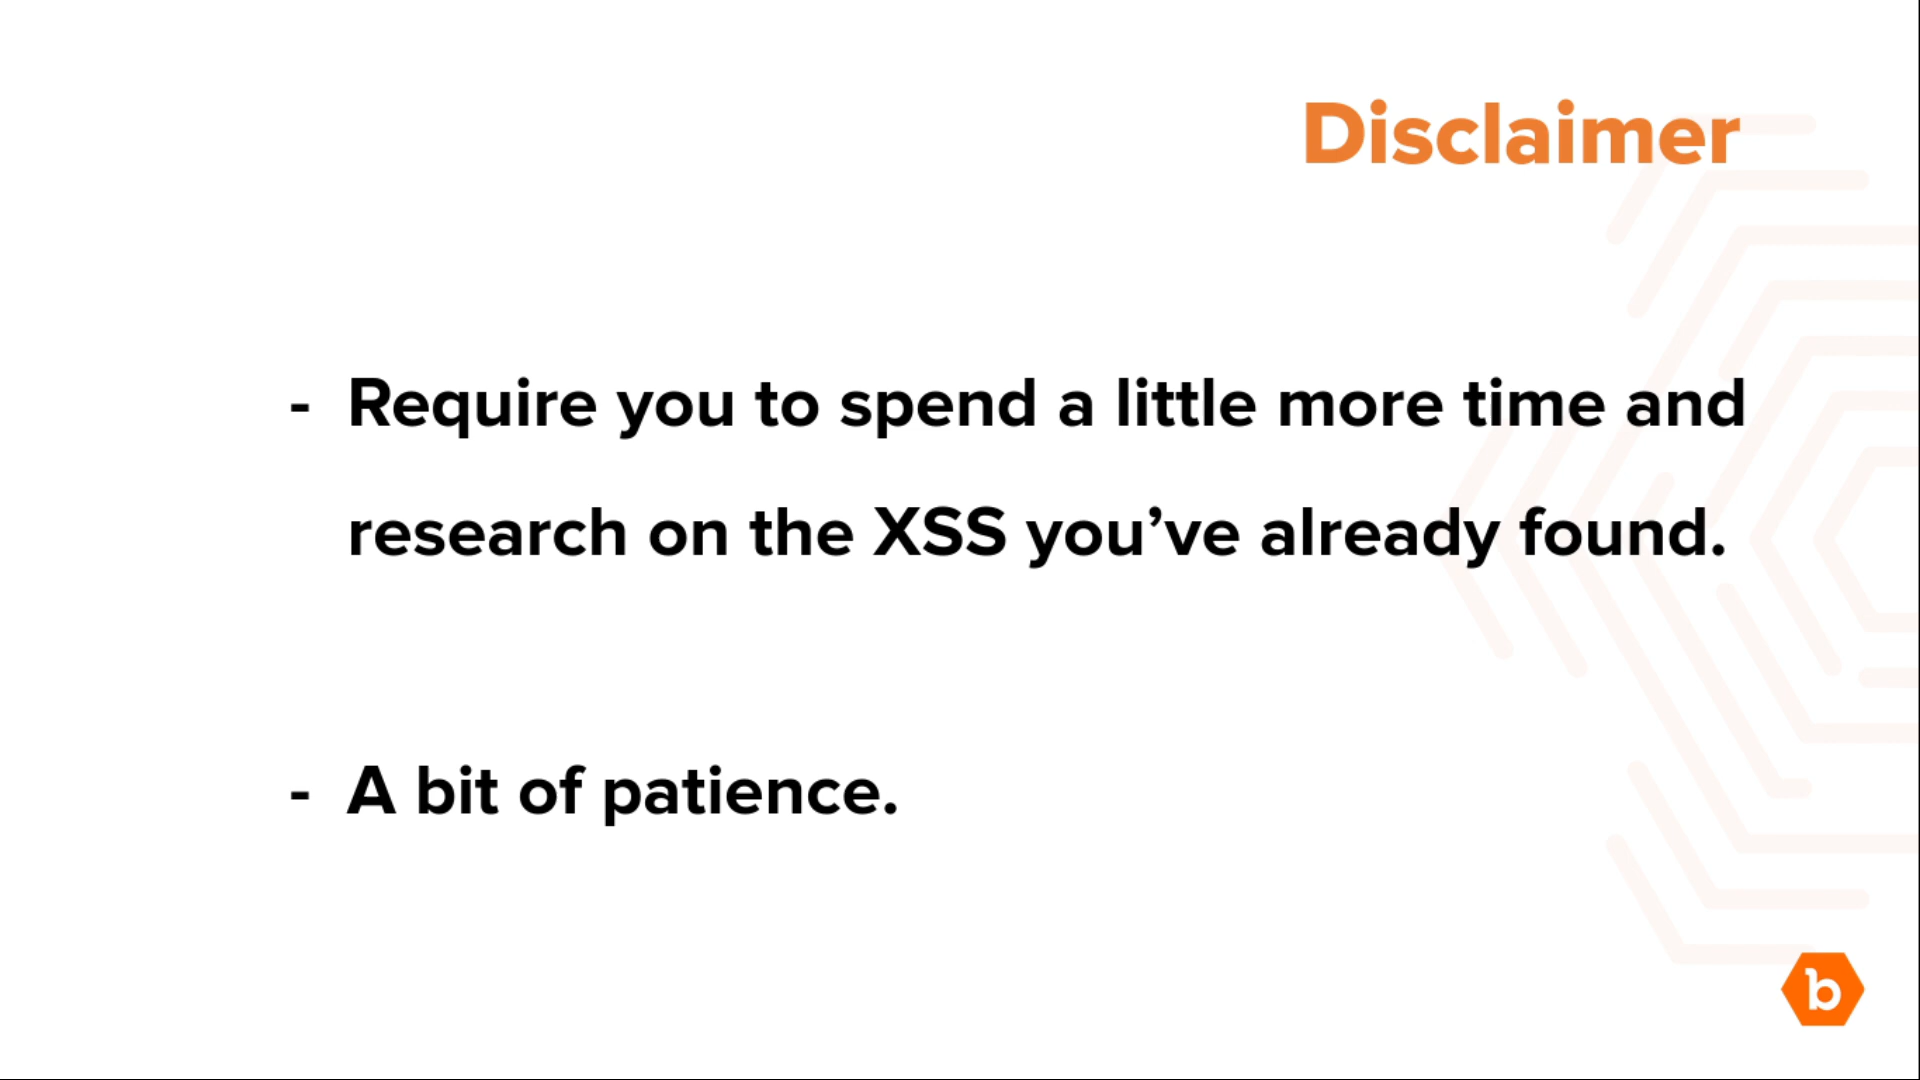 Disclaimer
- Require you to spend a little more time and
research on the XSS you’ve already found.
- A bit of patience.
b